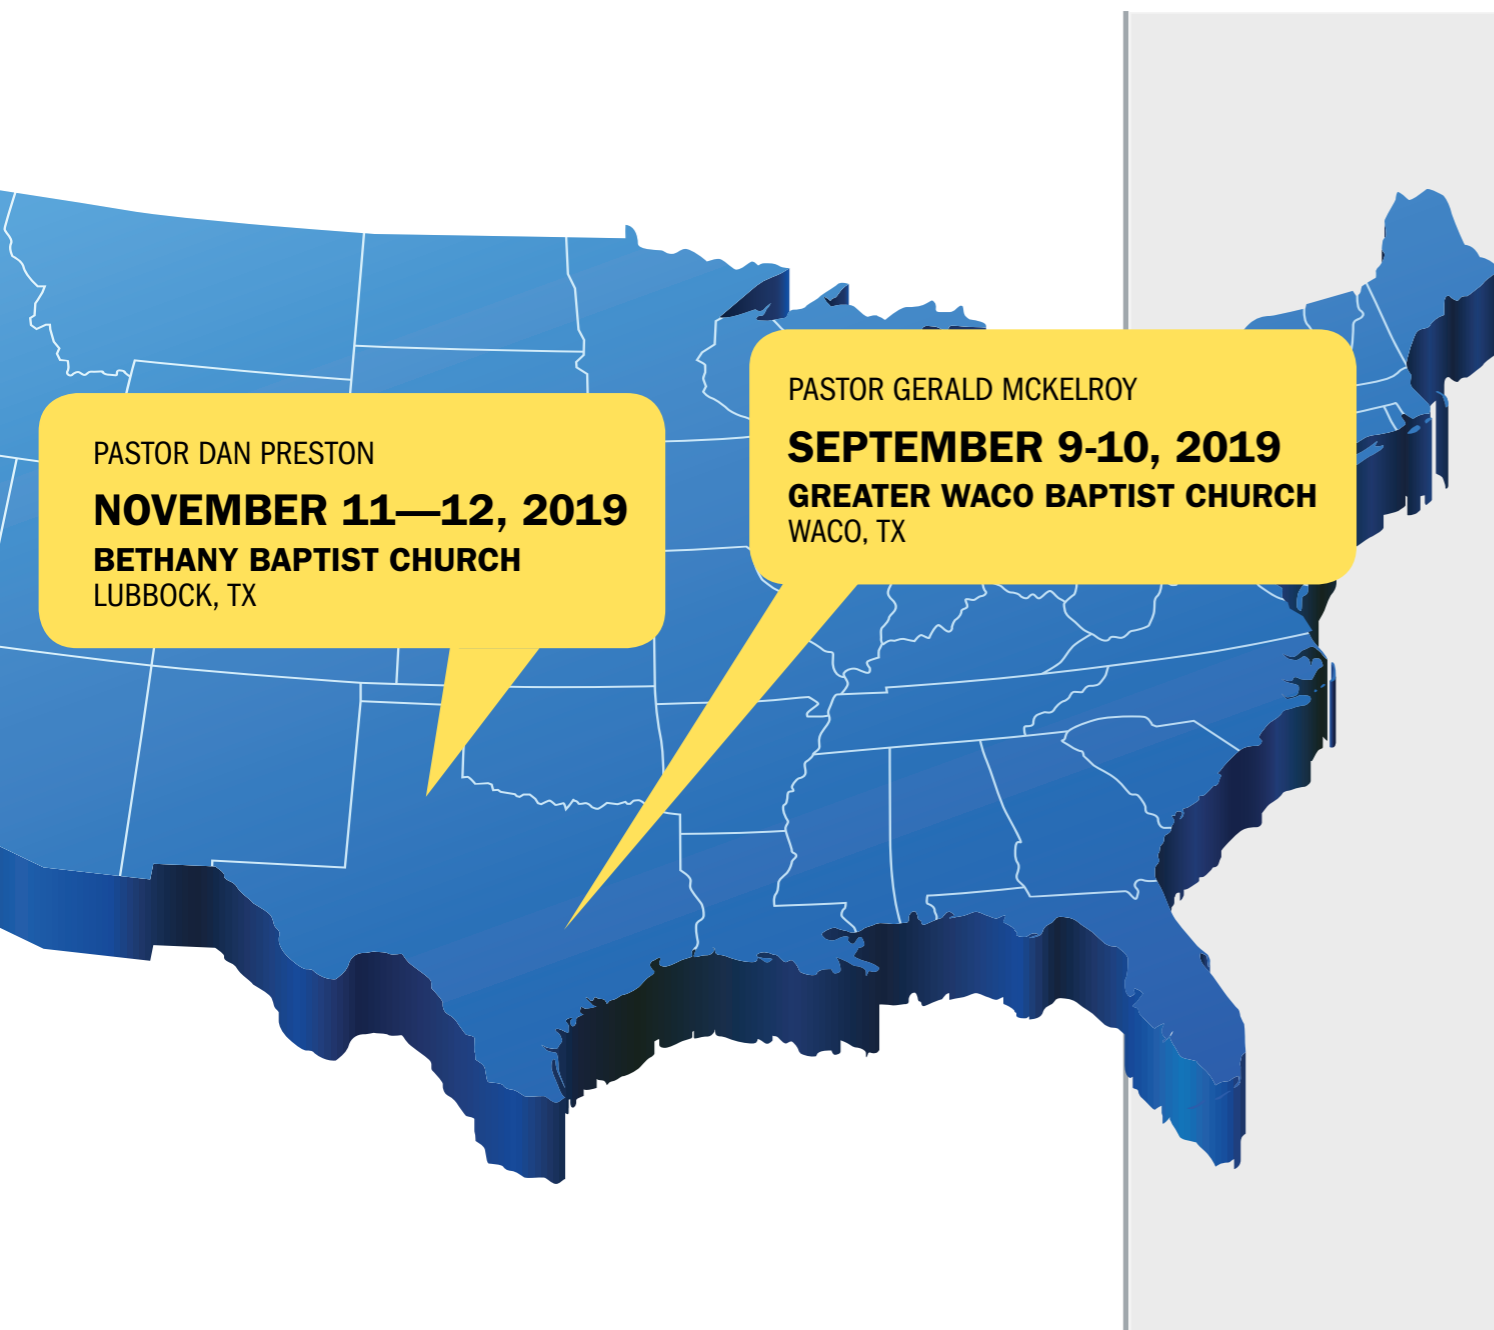 PASTOR DAN PRESTON
NOVEMBER 11—12, 2019
BETHANY BAPTIST CHURCH
LUBBOCK, TX
PASTOR GERALD MCKELROY
SEPTEMBER 9-10, 2019
GREATER WACO BAPTIST CHURCH
WACO, TX